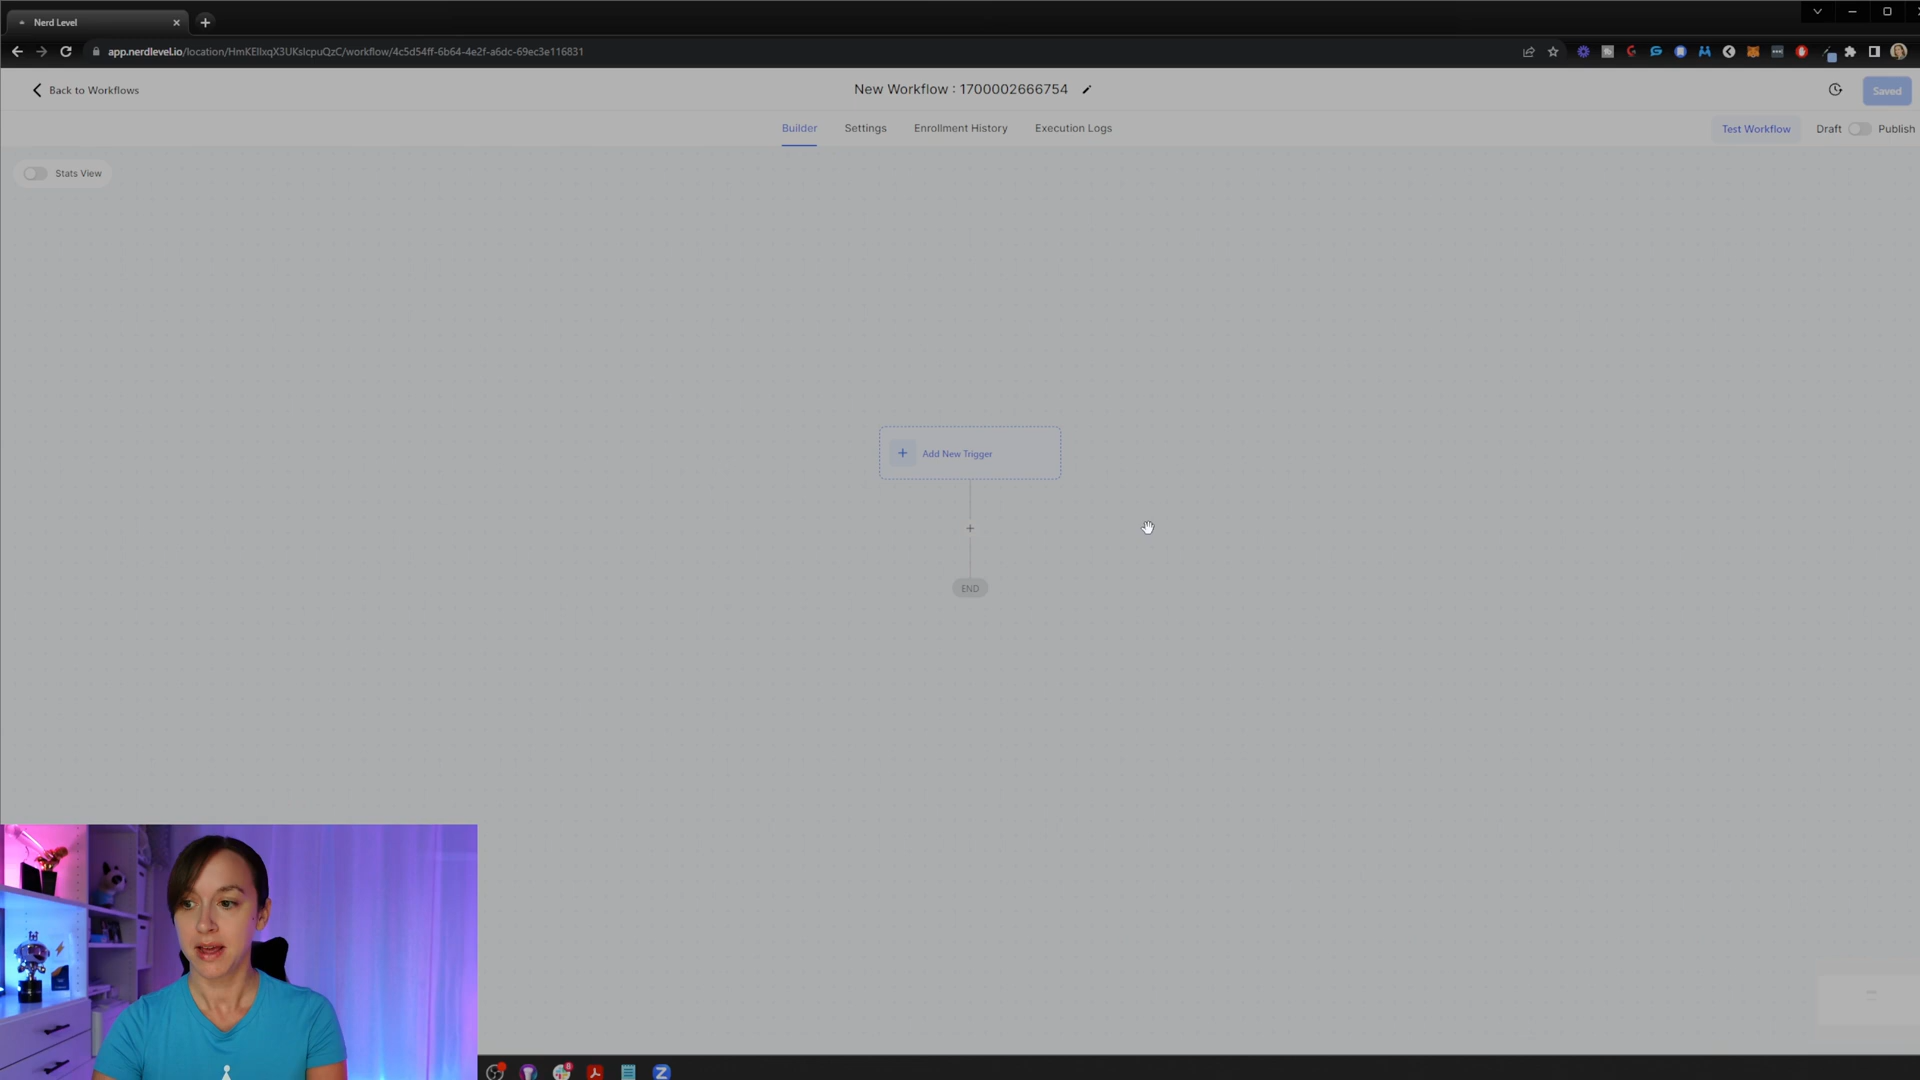 Nerd Level
app.nerdlevel.io/location/HmKEllxqX3UKslcpuQzC/workflow/4c5d54ff-6b64-4e2f-a6dc-69ec3e116831
Back to Workflows
New Workflow : 1700002666754
Saved
Builder
Settings
Enrollment History
Execution Logs
Test Workflow
Draft
Publish
Stats View
Add New Trigger
END